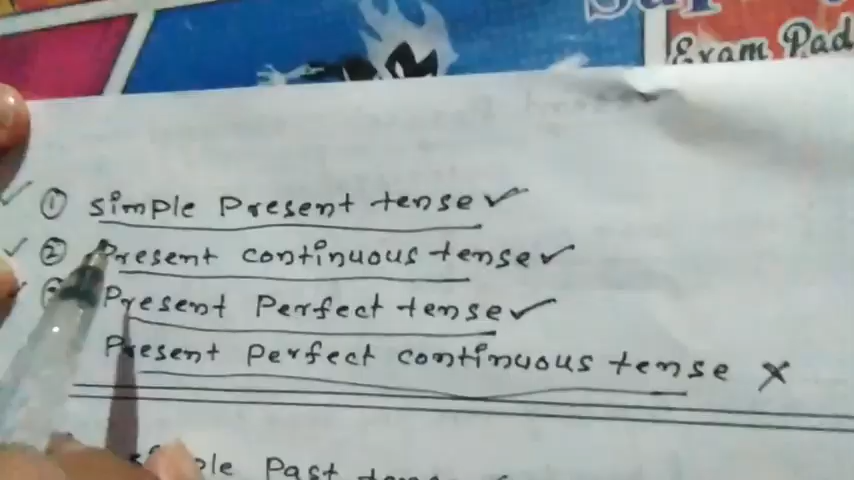 Exam Pad
✓ ① Simple Present tense ✓
✓ ② Present continuous tense ✓
Present Perfect tense ✓
Present Perfect continuous tense ✗
Past